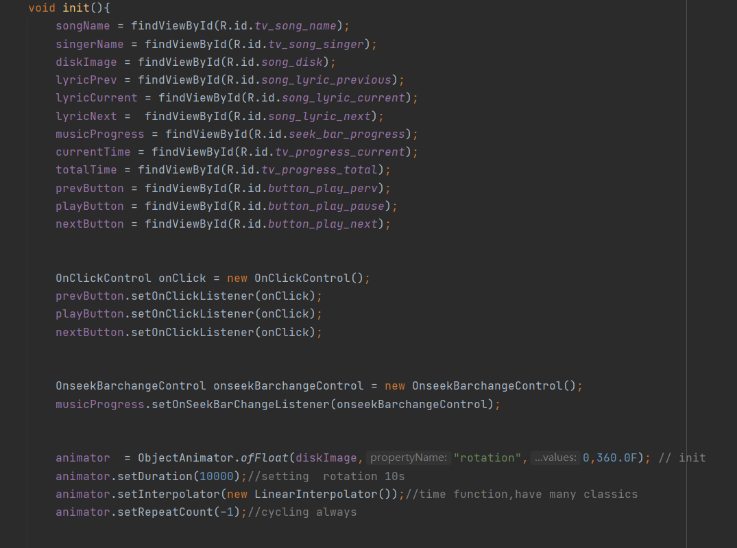 void init(){
songName = findViewById(R.id.tv_song_name);
singerName = findViewById(R.id.tv_song_singer);
diskImage = findViewById(R.id.song_disk);
lyricPrev = findViewById(R.id.song_lyric_previous);
lyricCurrent = findViewById(R.id.song_lyric_current);
lyricNext =  findViewById(R.id.song_lyric_next);
musicProgress = findViewById(R.id.seek_bar_progress);
currentTime = findViewById(R.id.tv_progress_current);
totalTime = findViewById(R.id.tv_progress_total);
prevButton = findViewById(R.id.button_play_perv);
playButton = findViewById(R.id.button_play_pause);
nextButton = findViewById(R.id.button_play_next);
OnClickControl onClick = new OnClickControl();
prevButton.setOnClickListener(onClick);
playButton.setOnClickListener(onClick);
nextButton.setOnClickListener(onClick);
OnseekBarchangeControl onseekBarchangeControl = new OnseekBarchangeControl();
musicProgress.setOnSeekBarChangeListener(onseekBarchangeControl);
animator  = ObjectAnimator.ofFloat(diskImage, propertyName: "rotation", ...values: 0,360.0F); // init
animator.setDuration(10000);//setting  rotation 10s
animator.setInterpolator(new LinearInterpolator());//time function,have many classics
animator.setRepeatCount(-1);//cycling always